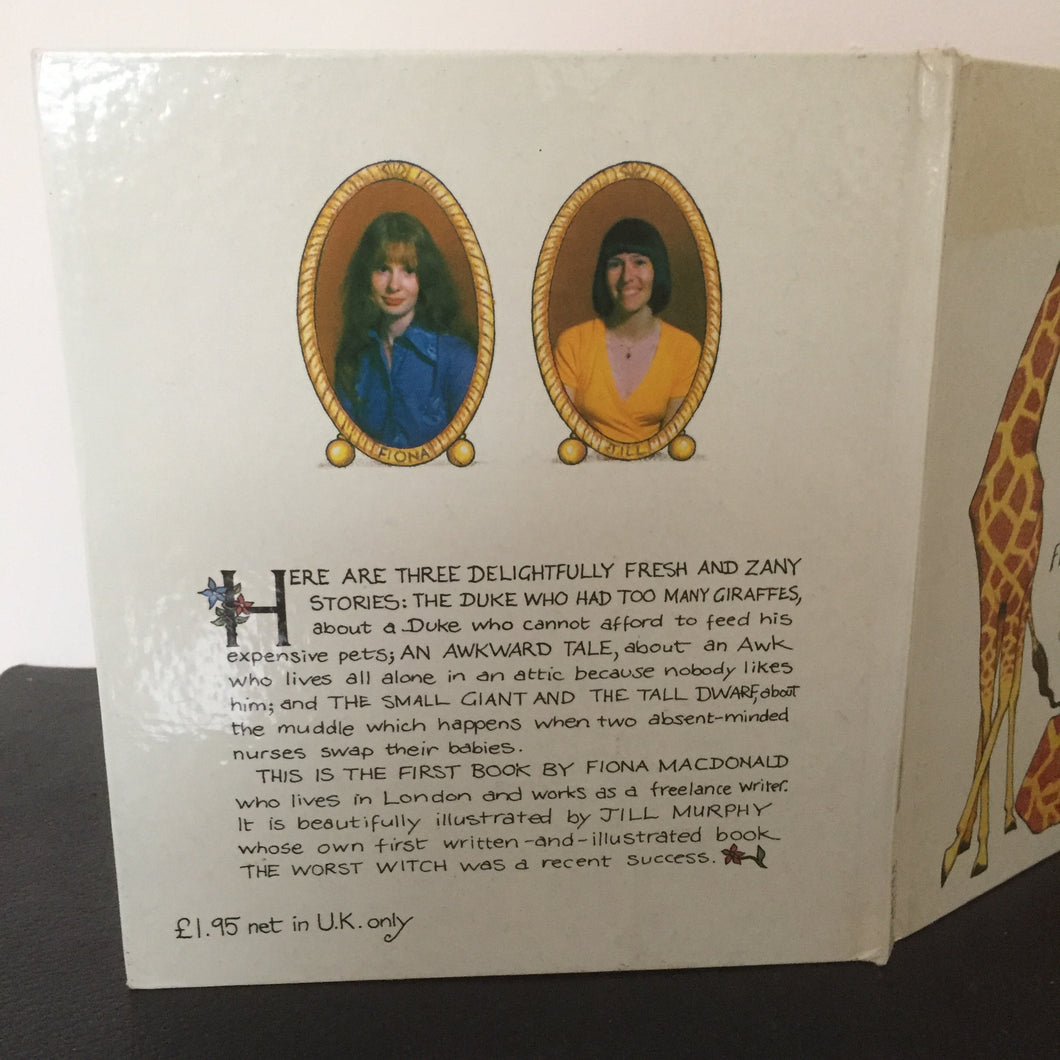 FIONA
JILL
HERE ARE THREE DELIGHTFULLY FRESH AND ZANY
STORIES: THE DUKE WHO HAD TOO MANY GIRAFFES,
about a Duke who cannot afford to feed his
expensive pets; AN AWKWARD TALE, about an Awk
who lives all alone in an attic because nobody likes
him; and THE SMALL GIANT AND THE TALL DWARF, about
the muddle which happens when two absent-minded
nurses swap their babies.
THIS IS THE FIRST BOOK BY FIONA MACDONALD
who lives in London and works as a freelance writer.
It is beautifully illustrated by JILL MURPHY
whose own first written-and-illustrated book
THE WORST WITCH was a recent success.
£1.95 net in U.K. only